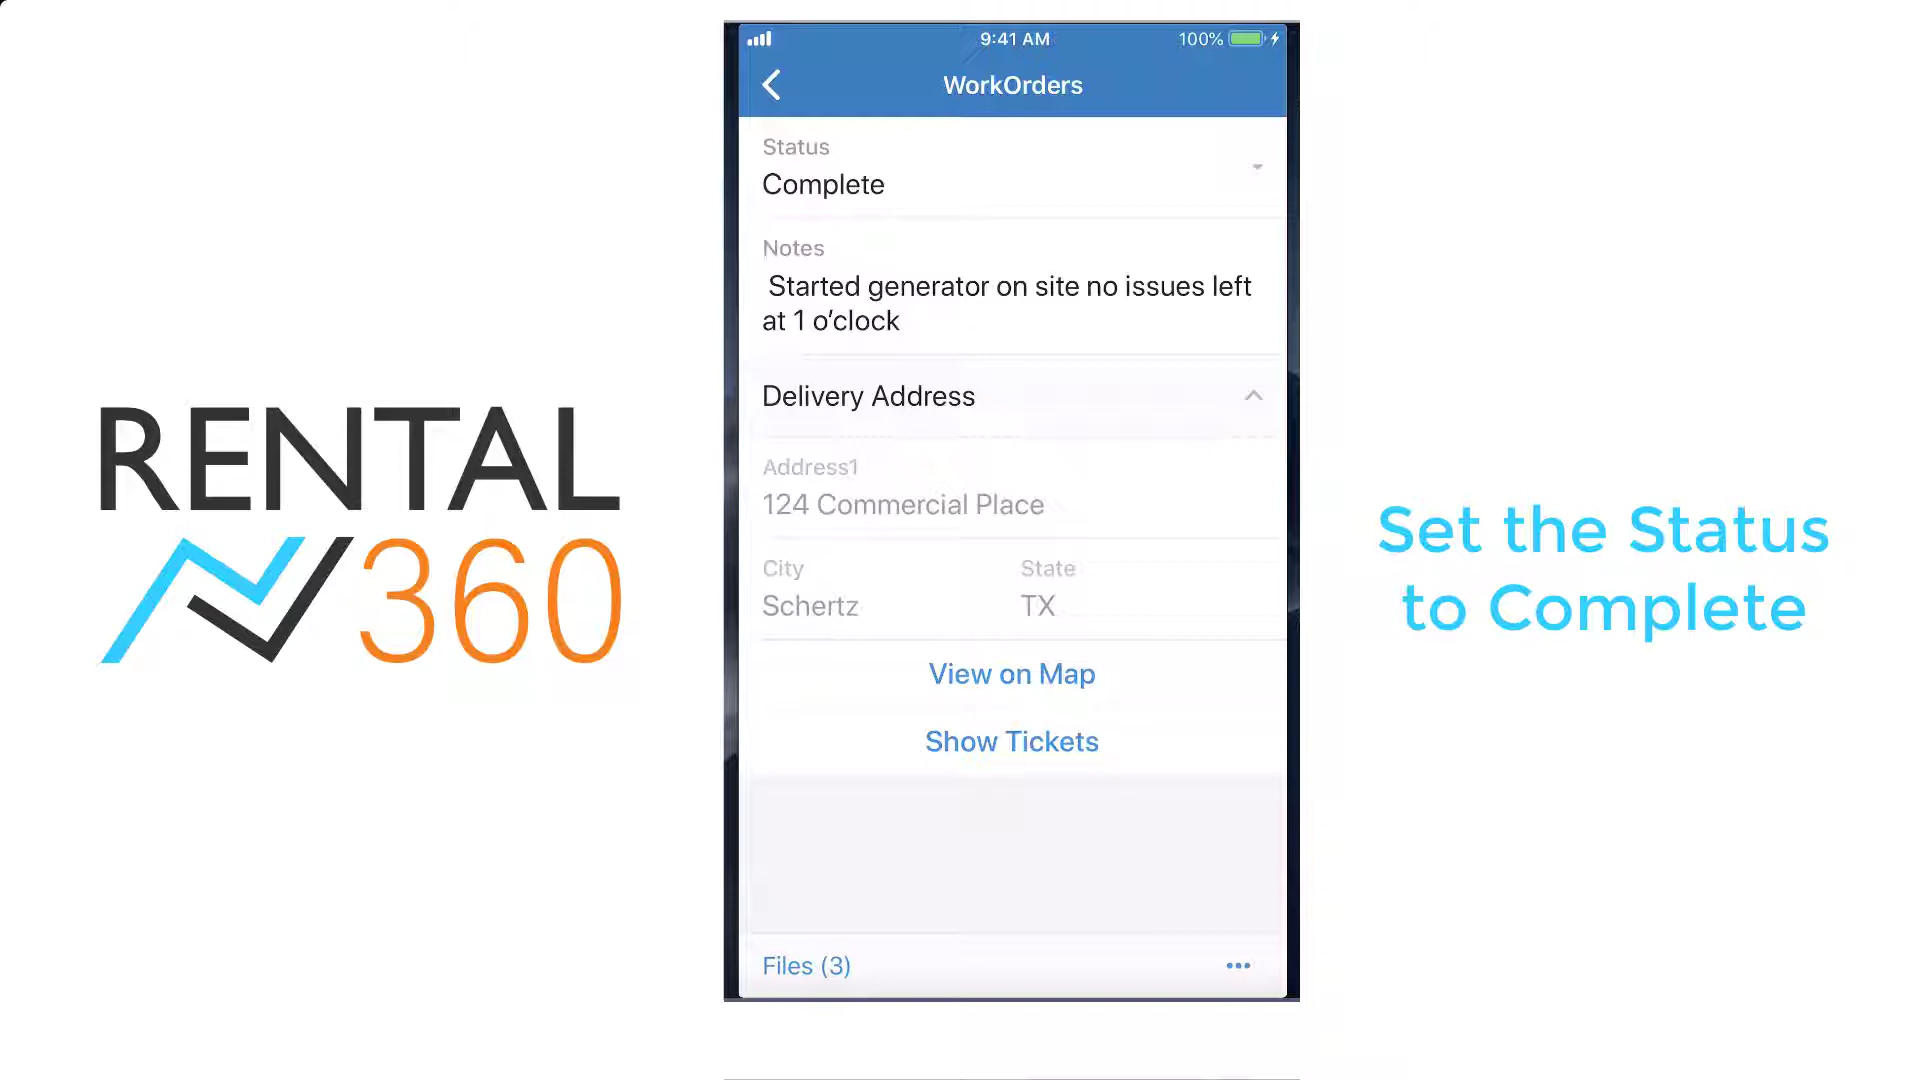 RENTAL
360
9:41 AM
100%
WorkOrders
Status
Complete
Notes
Started generator on site no issues left
at 1 o’clock
Delivery Address
Address1
124 Commercial Place
City
State
Schertz
TX
View on Map
Show Tickets
Files (3)
Set the Status
to Complete